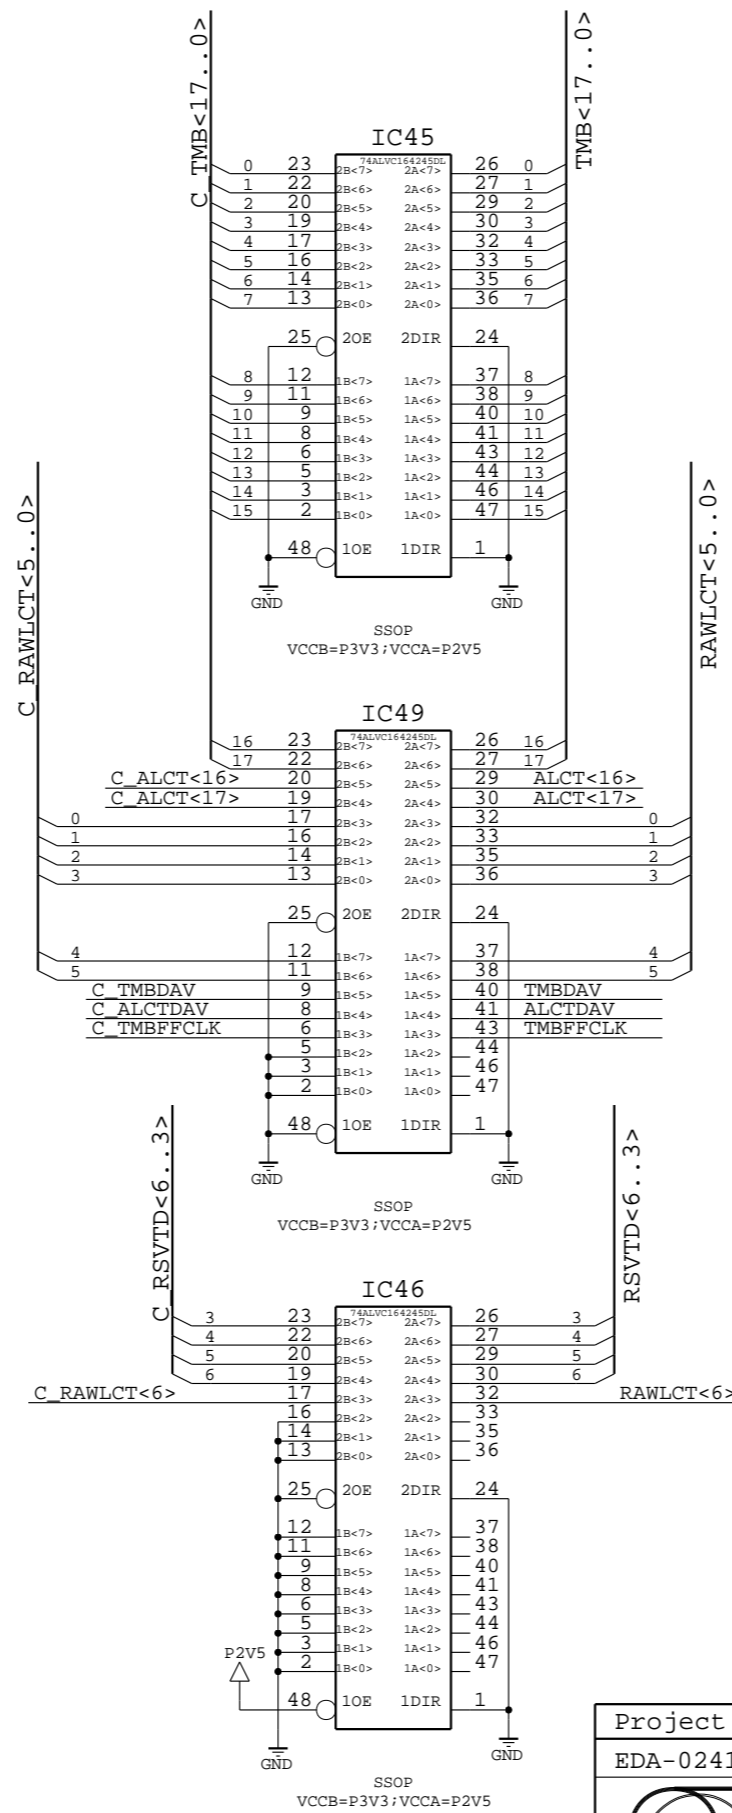 C_TMB<17..0>
TMB<17..0>
IC45
74ALVC164245DL
0 23 2B<7> 2A<7> 26 0
1 22 2B<6> 2A<6> 27 1
2 20 2B<5> 2A<5> 29 2
3 19 2B<4> 2A<4> 30 3
4 17 2B<3> 2A<3> 32 4
5 16 2B<2> 2A<2> 33 5
6 14 2B<1> 2A<1> 35 6
7 13 2B<0> 2A<0> 36 7
25 2OE 2DIR 24
8 12 1B<7> 1A<7> 37 8
9 11 1B<6> 1A<6> 38 9
10 9 1B<5> 1A<5> 40 10
11 8 1B<4> 1A<4> 41 11
12 6 1B<3> 1A<3> 43 12
13 5 1B<2> 1A<2> 44 13
14 3 1B<1> 1A<1> 46 14
15 2 1B<0> 1A<0> 47 15
48 1OE 1DIR 1
GND GND
SSOP
VCCB=P3V3;VCCA=P2V5
C_RAWLCT<5..0>
RAWLCT<5..0>
IC49
74ALVC164245DL
16 23 2B<7> 2A<7> 26 16
17 22 2B<6> 2A<6> 27 17
C_ALCT<16> 20 2B<5> 2A<5> 29 ALCT<16>
C_ALCT<17> 19 2B<4> 2A<4> 30 ALCT<17>
0 17 2B<3> 2A<3> 32 0
1 16 2B<2> 2A<2> 33 1
2 14 2B<1> 2A<1> 35 2
3 13 2B<0> 2A<0> 36 3
25 2OE 2DIR 24
4 12 1B<7> 1A<7> 37 4
5 11 1B<6> 1A<6> 38 5
C_TMBDAV 9 1B<5> 1A<5> 40 TMBDAV
C_ALCTDAV 8 1B<4> 1A<4> 41 ALCTDAV
C_TMBFFCLK 6 1B<3> 1A<3> 43 TMBFFCLK
5 1B<2> 1A<2> 44
3 1B<1> 1A<1> 46
2 1B<0> 1A<0> 47
48 1OE 1DIR 1
GND GND
SSOP
VCCB=P3V3;VCCA=P2V5
C_RSVTD<6..3>
RSVTD<6..3>
IC46
74ALVC164245DL
3 23 2B<7> 2A<7> 26 3
4 22 2B<6> 2A<6> 27 4
5 20 2B<5> 2A<5> 29 5
6 19 2B<4> 2A<4> 30 6
C_RAWLCT<6> 17 2B<3> 2A<3> 32 RAWLCT<6>
16 2B<2> 2A<2> 33
14 2B<1> 2A<1> 35
13 2B<0> 2A<0> 36
25 2OE 2DIR 24
12 1B<7> 1A<7> 37
11 1B<6> 1A<6> 38
9 1B<5> 1A<5> 40
8 1B<4> 1A<4> 41
6 1B<3> 1A<3> 43
5 1B<2> 1A<2> 44
3 1B<1> 1A<1> 46
2 1B<0> 1A<0> 47
P2V5
48 1OE 1DIR 1
GND GND
SSOP
VCCB=P3V3;VCCA=P2V5
Project
EDA-0241